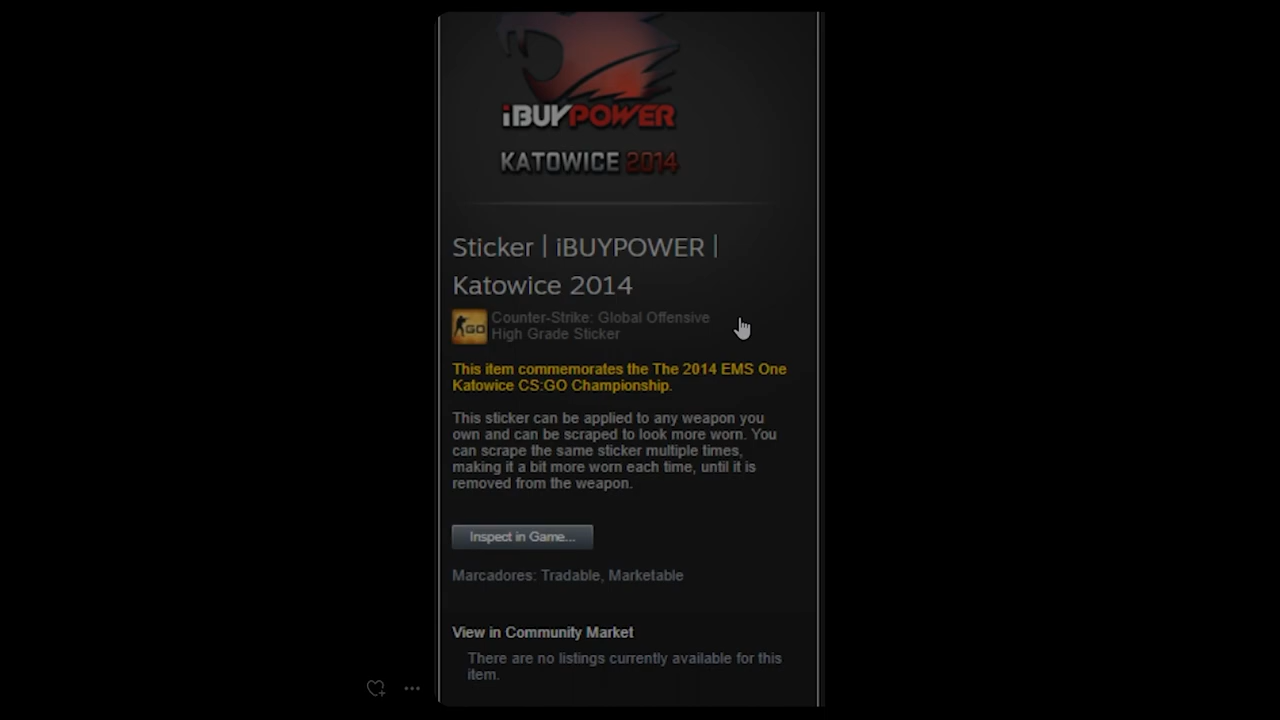 iBUYPOWER
KATOWICE 2014
Sticker | iBUYPOWER |
Katowice 2014
GO
Counter-Strike: Global Offensive
High Grade Sticker
This item commemorates the The 2014 EMS One
Katowice CS:GO Championship.
This sticker can be applied to any weapon you
own and can be scraped to look more worn. You
can scrape the same sticker multiple times,
making it a bit more worn each time, until it is
removed from the weapon.
Inspect in Game...
Marcadores: Tradable, Marketable
View in Community Market
There are no listings currently available for this
item.